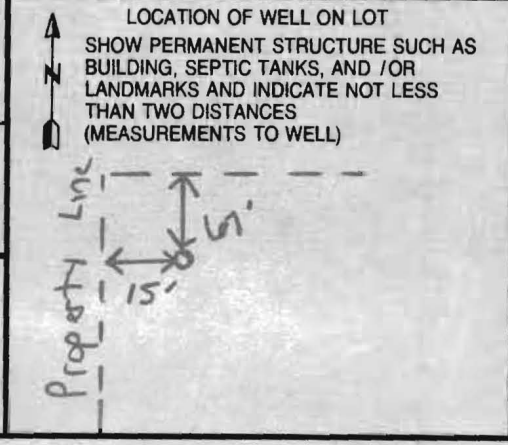 LOCATION OF WELL ON LOT
SHOW PERMANENT STRUCTURE SUCH AS
BUILDING, SEPTIC TANKS, AND /OR
LANDMARKS AND INDICATE NOT LESS
THAN TWO DISTANCES
(MEASUREMENTS TO WELL)
N
Property Line
15'